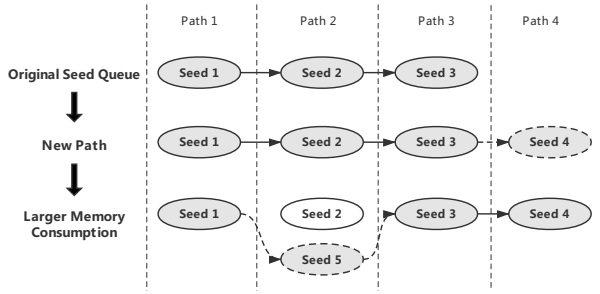 Path 1 Path 2 Path 3 Path 4
Original Seed Queue Seed 1 Seed 2 Seed 3
New Path Seed 1 Seed 2 Seed 3 Seed 4
Larger Memory
Consumption
Seed 1 Seed 2 Seed 3 Seed 4
Seed 5